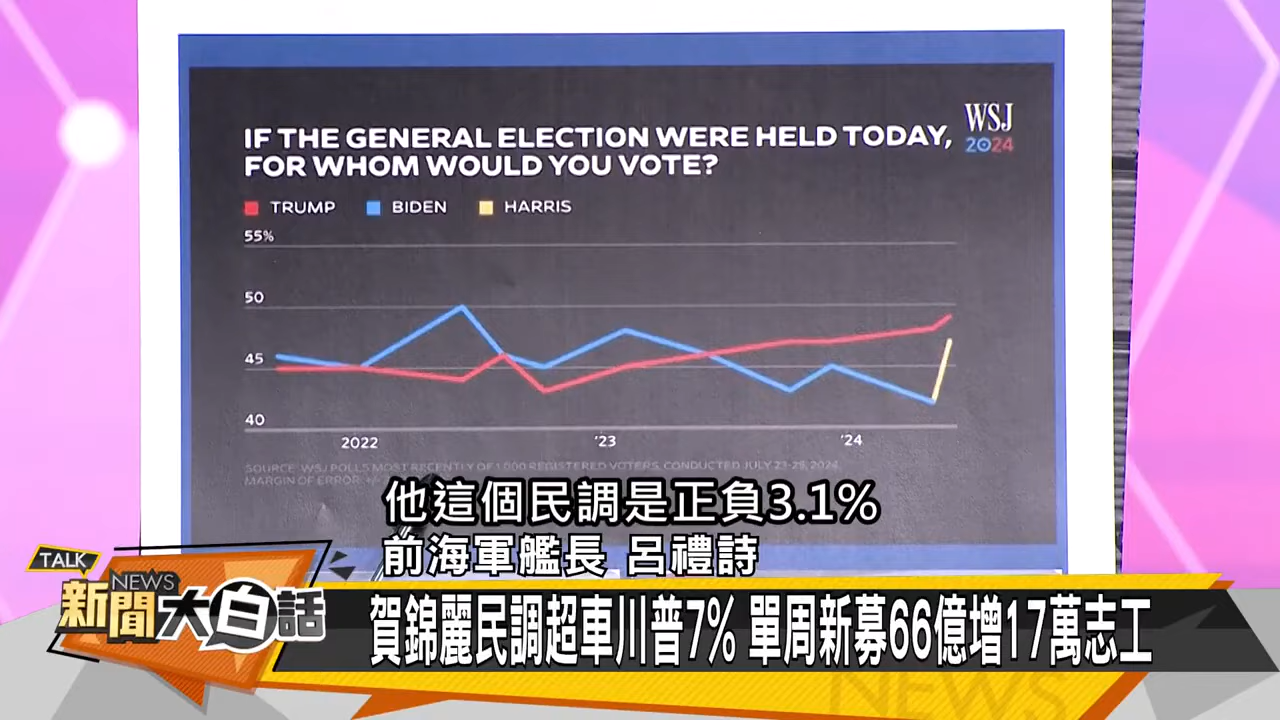 WSJ
2024
IF THE GENERAL ELECTION WERE HELD TODAY,
FOR WHOM WOULD YOU VOTE?
TRUMP BIDEN HARRIS
55%
50
45
40
2022 '23 '24
SOURCE: WSJ POLLS MOST RECENTLY OF 1,000 REGISTERED VOTERS, CONDUCTED JULY 23-25, 2024.
MARGIN OF ERROR: +/-
他這個民調是正負3.1%
前海軍艦長 呂禮詩
TALK
NEWS
新聞大白話
賀錦麗民調超車川普7% 單周新募66億增17萬志工
NEWS